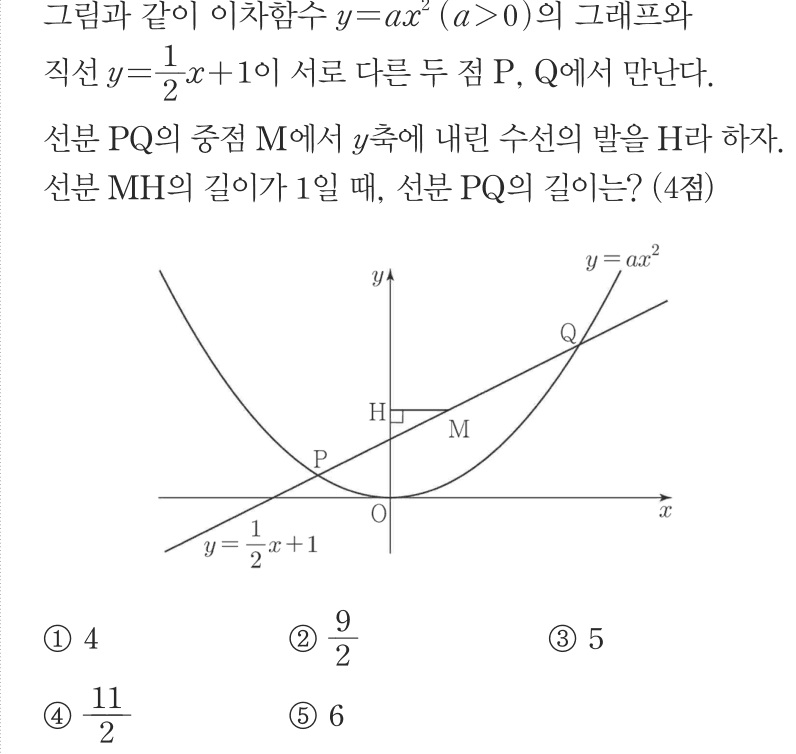 그림과 같이 이차함수 y=ax² (a>0)의 그래프와
직선 y=1/2x+1이 서로 다른 두 점 P, Q에서 만난다.
선분 PQ의 중점 M에서 y축에 내린 수선의 발을 H라 하자.
선분 MH의 길이가 1일 때, 선분 PQ의 길이는? (4점)
y=ax²
y
Q
H
M
P
O
x
y=1/2x+1
① 4 ② 9/2 ③ 5
④ 11/2 ⑤ 6